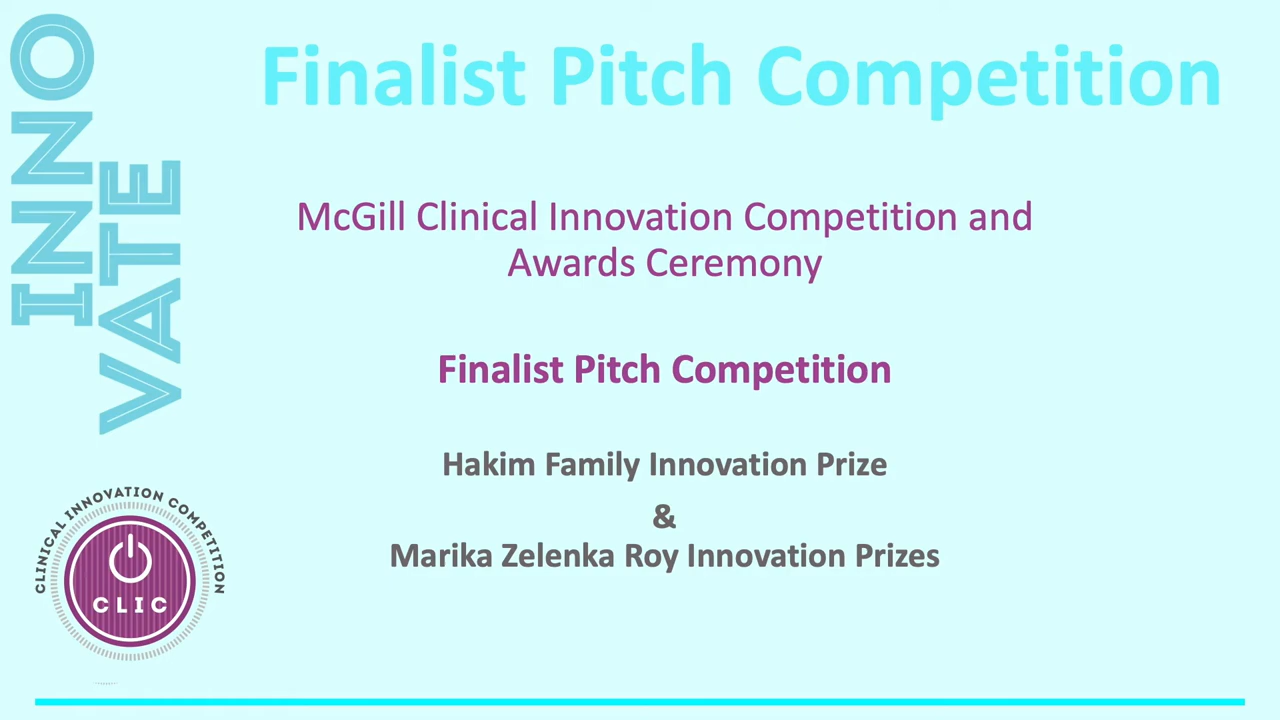 Finalist Pitch Competition
INNO
VATE
McGill Clinical Innovation Competition and
Awards Ceremony
Finalist Pitch Competition
Hakim Family Innovation Prize
&
Marika Zelenka Roy Innovation Prizes
CLINICAL INNOVATION COMPETITION
CLIC